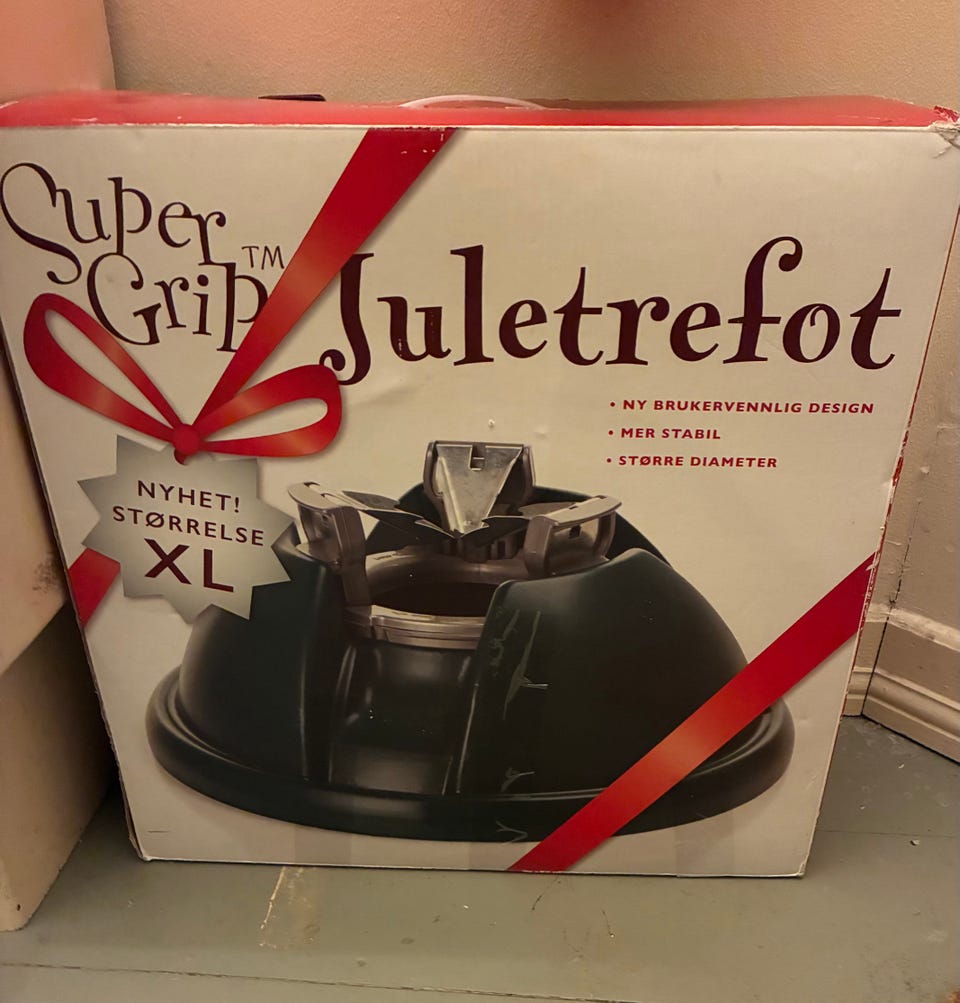 Super
Grip™
Juletrefot
• NY BRUKERVENNLIG DESIGN
• MER STABIL
• STØRRE DIAMETER
NYHET!
STØRRELSE
XL